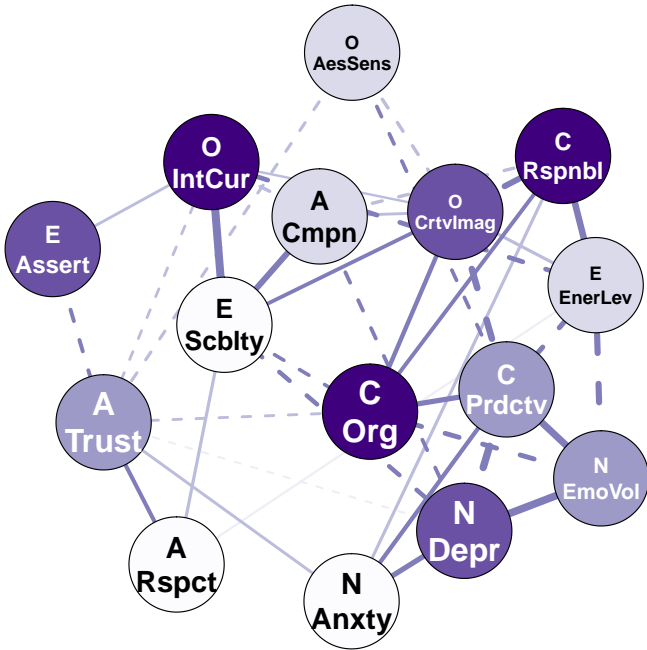 O
AesSens
C
Rspnbl
O
IntCur
A
Cmpn
O
CrtvImag
E
Assert
E
EnerLev
E
Scblty
C
Prdctv
C
Org
A
Trust
N
EmoVol
N
Depr
A
Rspct
N
Anxty